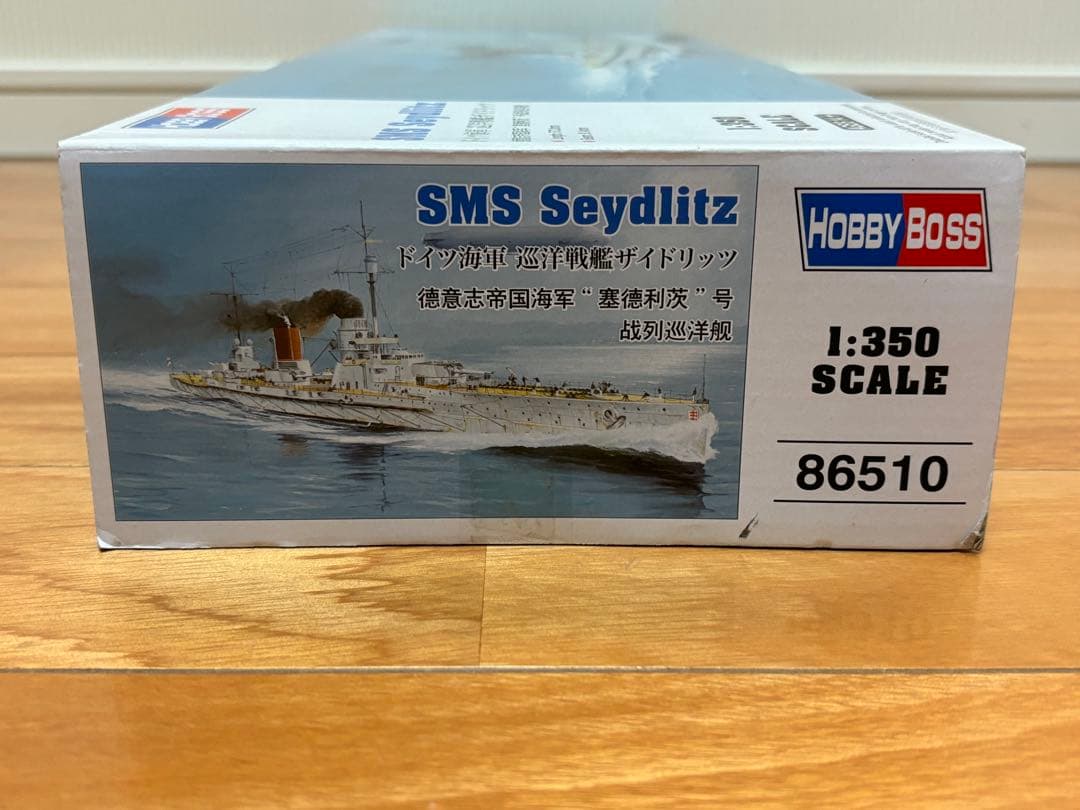 SMS Seydlitz
SMS Seydlitz
ドイツ海軍 巡洋戦艦ザイドリッツ
德意志帝国海军“塞德利茨”号
战列巡洋舰
HOBBY BOSS
1:350
SCALE
86510